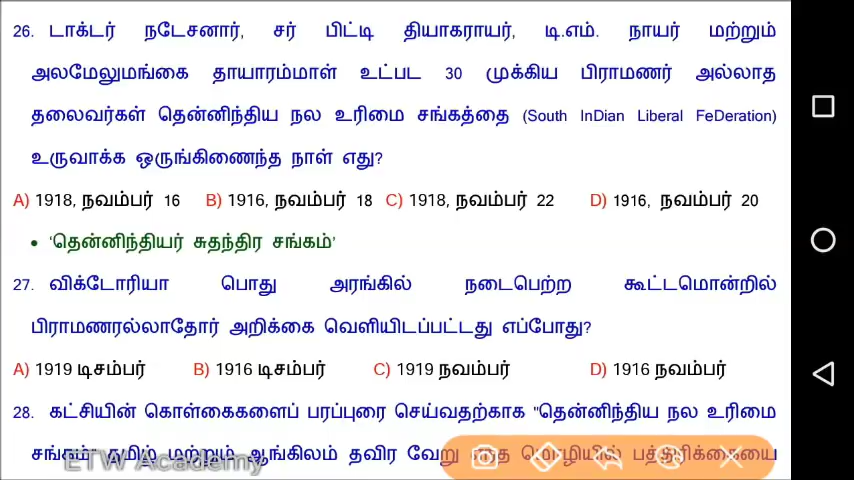 26. டாக்டர் நடேசனார், சர் பிட்டி தியாகராயர், டி.எம். நாயர் மற்றும்
அலமேலுமங்கை தாயாரம்மாள் உட்பட 30 முக்கிய பிராமணர் அல்லாத
தலைவர்கள் தென்னிந்திய நல உரிமை சங்கத்தை (South InDian Liberal FeDeration)
உருவாக்க ஒருங்கிணைந்த நாள் எது?
A) 1918, நவம்பர் 16 B) 1916, நவம்பர் 18 C) 1918, நவம்பர் 22 D) 1916, நவம்பர் 20
• ‘தென்னிந்தியர் சுதந்திர சங்கம்’
27. விக்டோரியா பொது அரங்கில் நடைபெற்ற கூட்டமொன்றில்
பிராமணரல்லாதோர் அறிக்கை வெளியிடப்பட்டது எப்போது?
A) 1919 டிசம்பர் B) 1916 டிசம்பர் C) 1919 நவம்பர் D) 1916 நவம்பர்
28. கட்சியின் கொள்கைகளைப் பரப்புரை செய்வதற்காக "தென்னிந்திய நல உரிமை
சங்கம்" தமிழ் மற்றும் ஆங்கிலம் தவிர வேறு எந்த மொழியில் பத்திரிக்கையை
ETW Academy